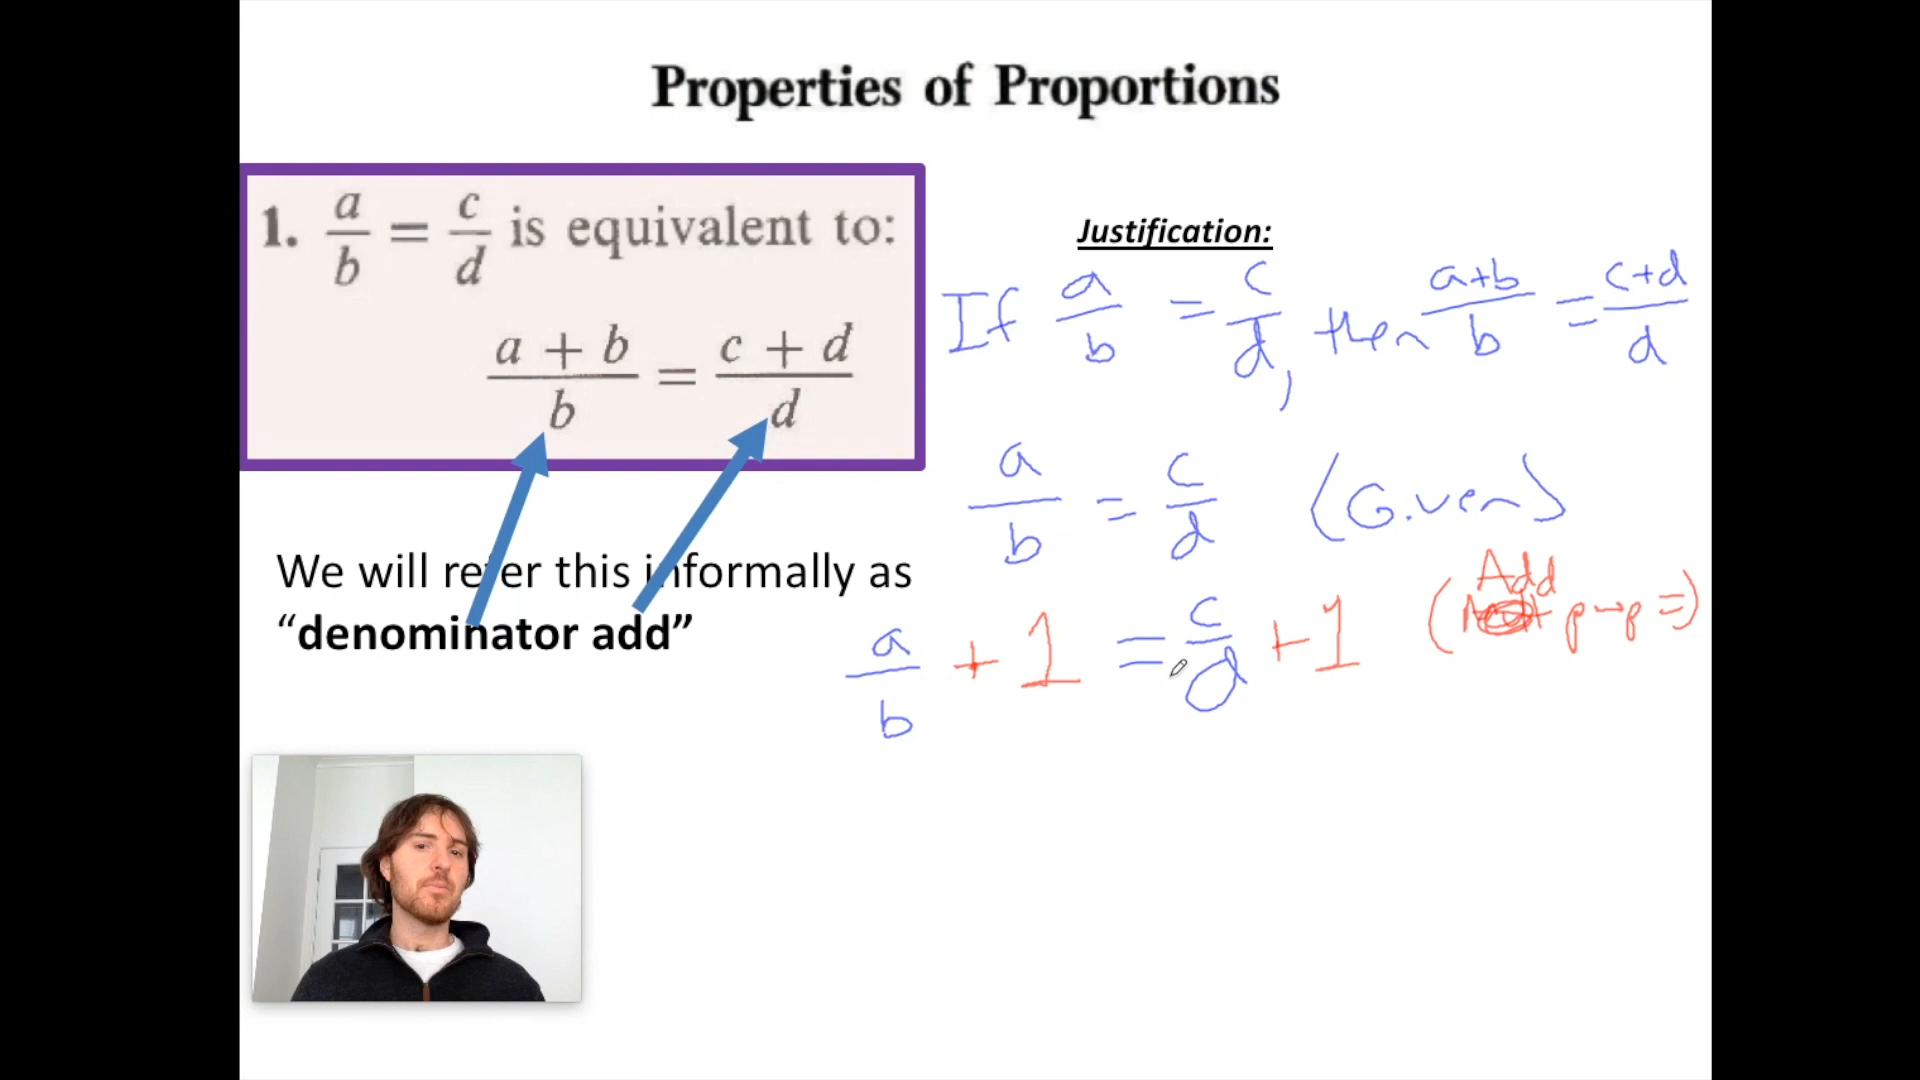 Properties of Proportions
1. a/b = c/d is equivalent to:
a + b/b = c + d/d
We will refer this informally as
“denominator add”
Justification:
If a/b = c/d, then a+b/b = c+d/d
a/b = c/d (Given)
a/b + 1 = c/d + 1 (Add prop =)